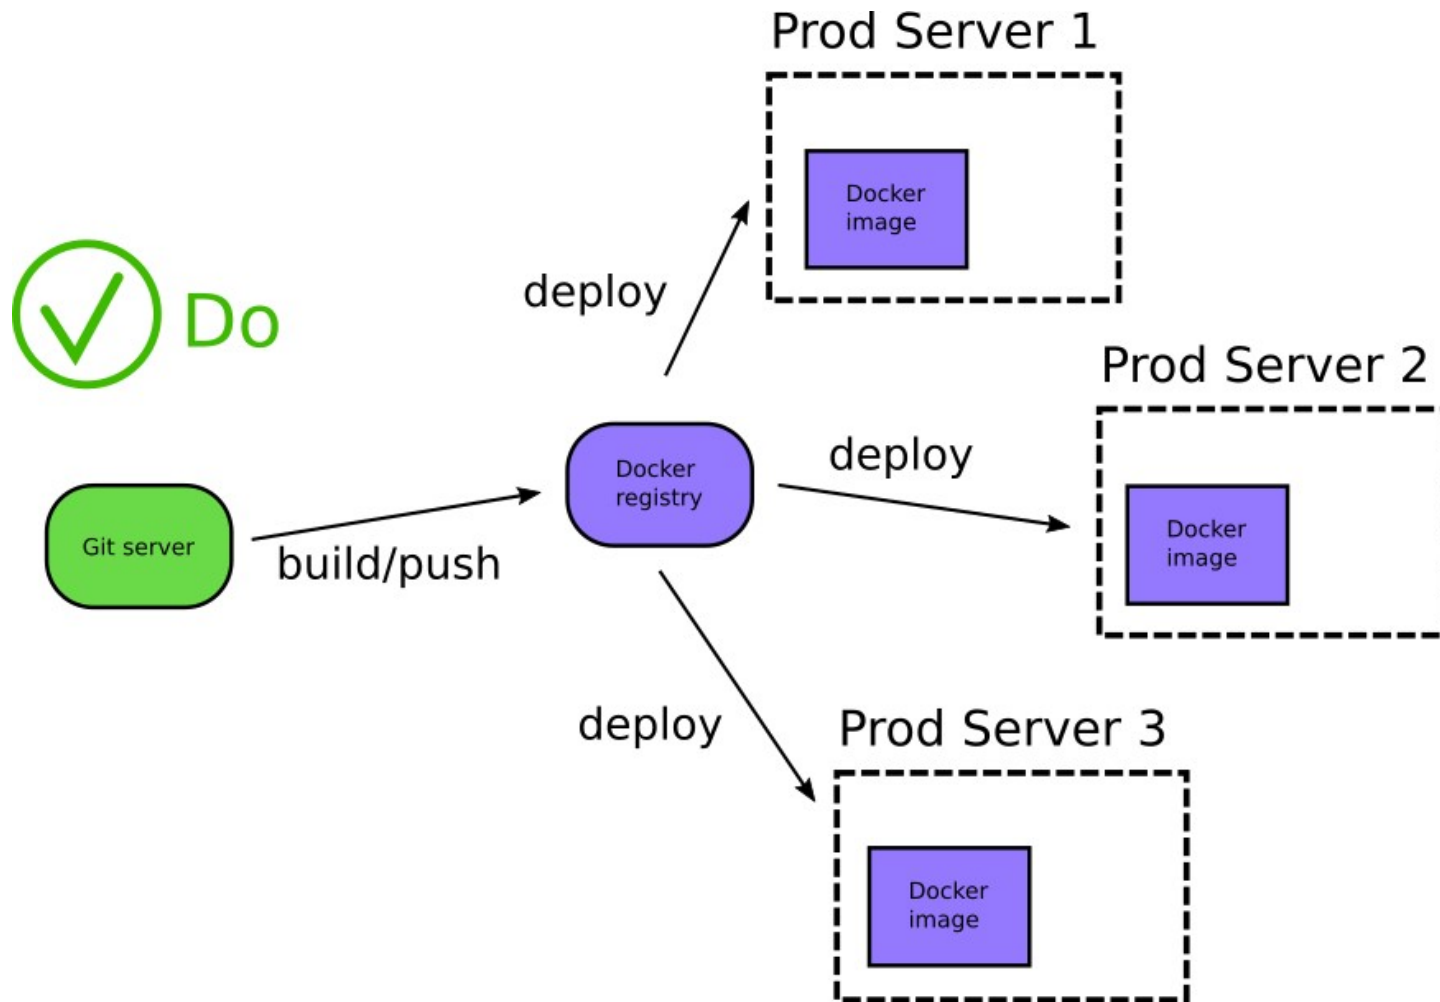 Prod Server 1
Docker
image
deploy
Do
Prod Server 2
deploy
Docker
registry
Git server
build/push
Docker
image
deploy
Prod Server 3
Docker
image